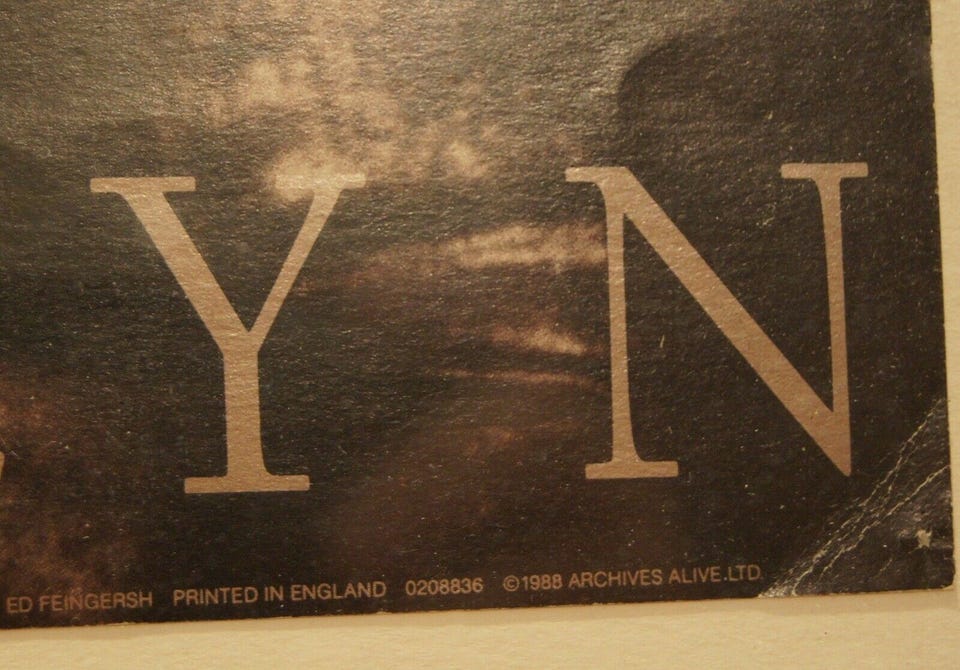 Y N
ED FEINGERSH PRINTED IN ENGLAND 0208836 ©1988 ARCHIVES ALIVE.LTD.